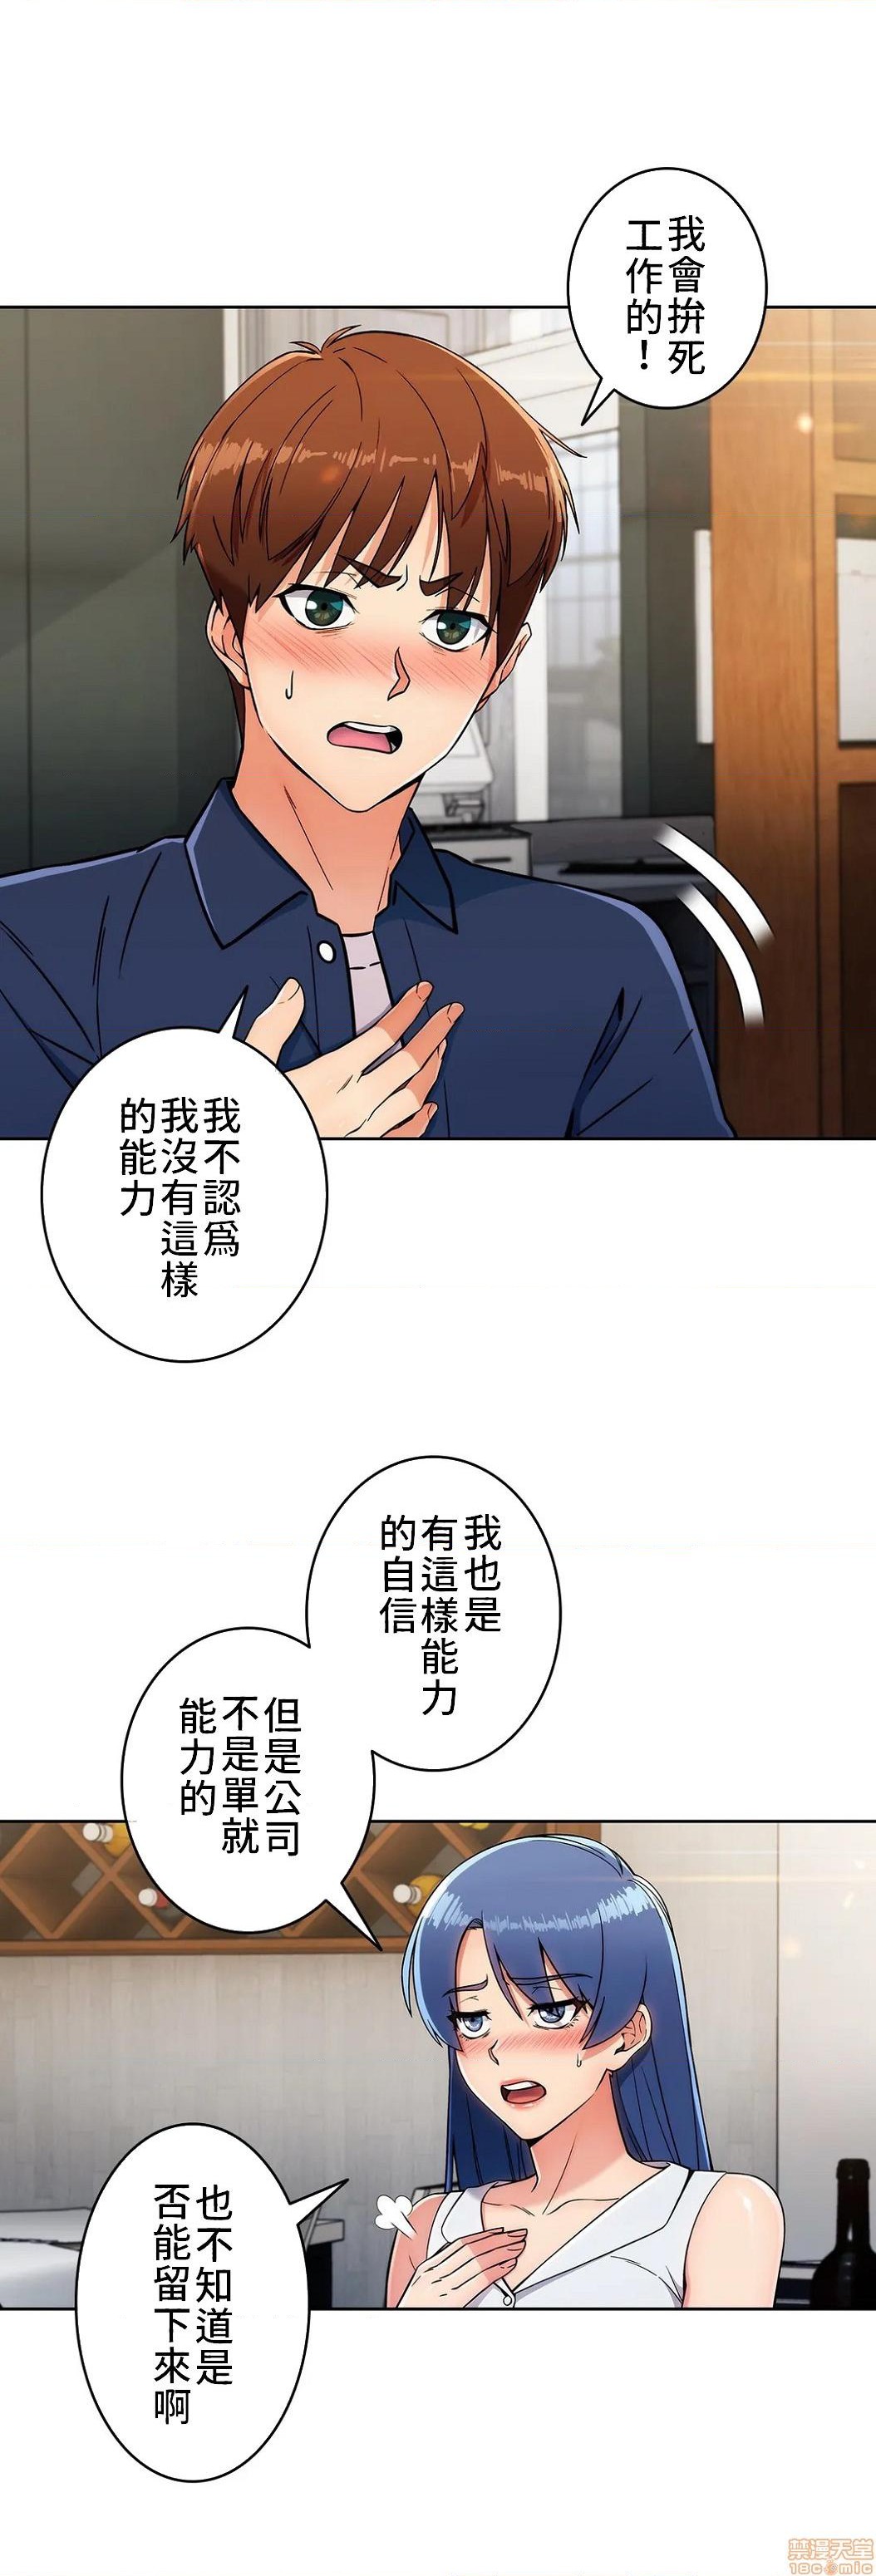 我會拚死
工作的！
我不認爲
我沒有這樣
的能力
我也是
有這樣能力
的自信
但是公司
不是單就
能力的
也不知道是
否能留下來啊
禁漫天堂
18comic